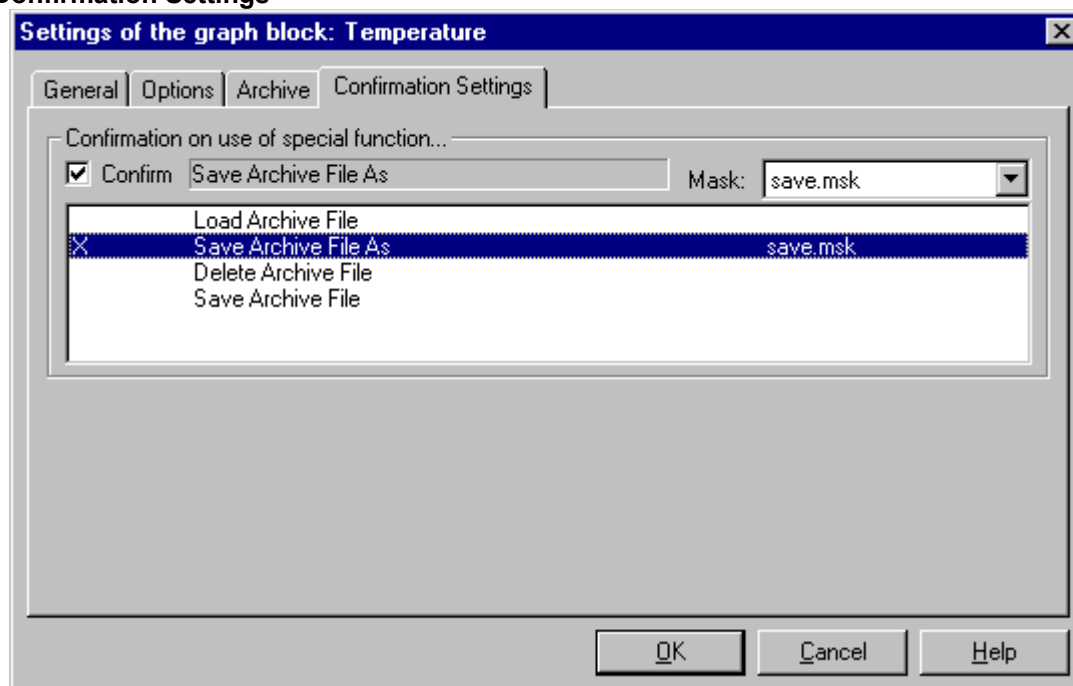 Confirmation Settings
Settings of the graph block: Temperature
General Options Archive Confirmation Settings
Confirmation on use of special function...
Confirm Save Archive File As Mask: save.msk
Load Archive File
X Save Archive File As save.msk
Delete Archive File
Save Archive File
OK Cancel Help